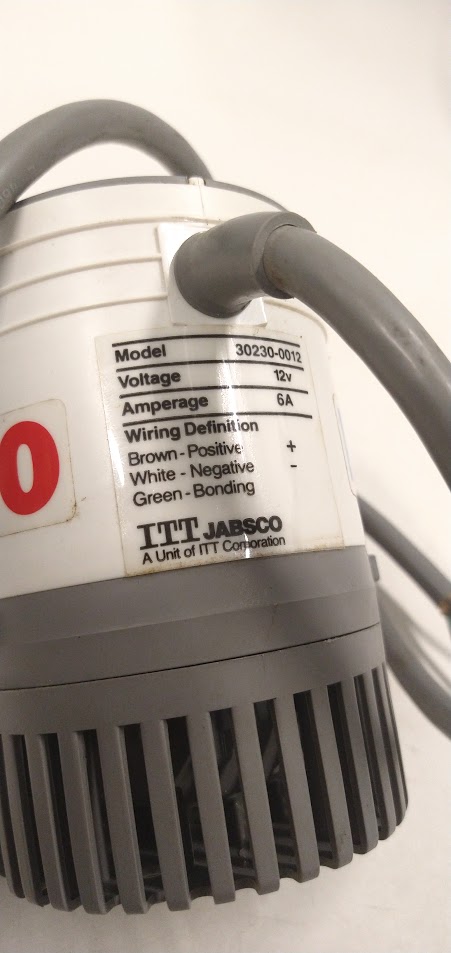 0
Model 30230-0012
Voltage 12v
Amperage 6A
Wiring Definition
Brown - Positive +
White - Negative -
Green - Bonding
ITT JABSCO
A Unit of ITT Corporation